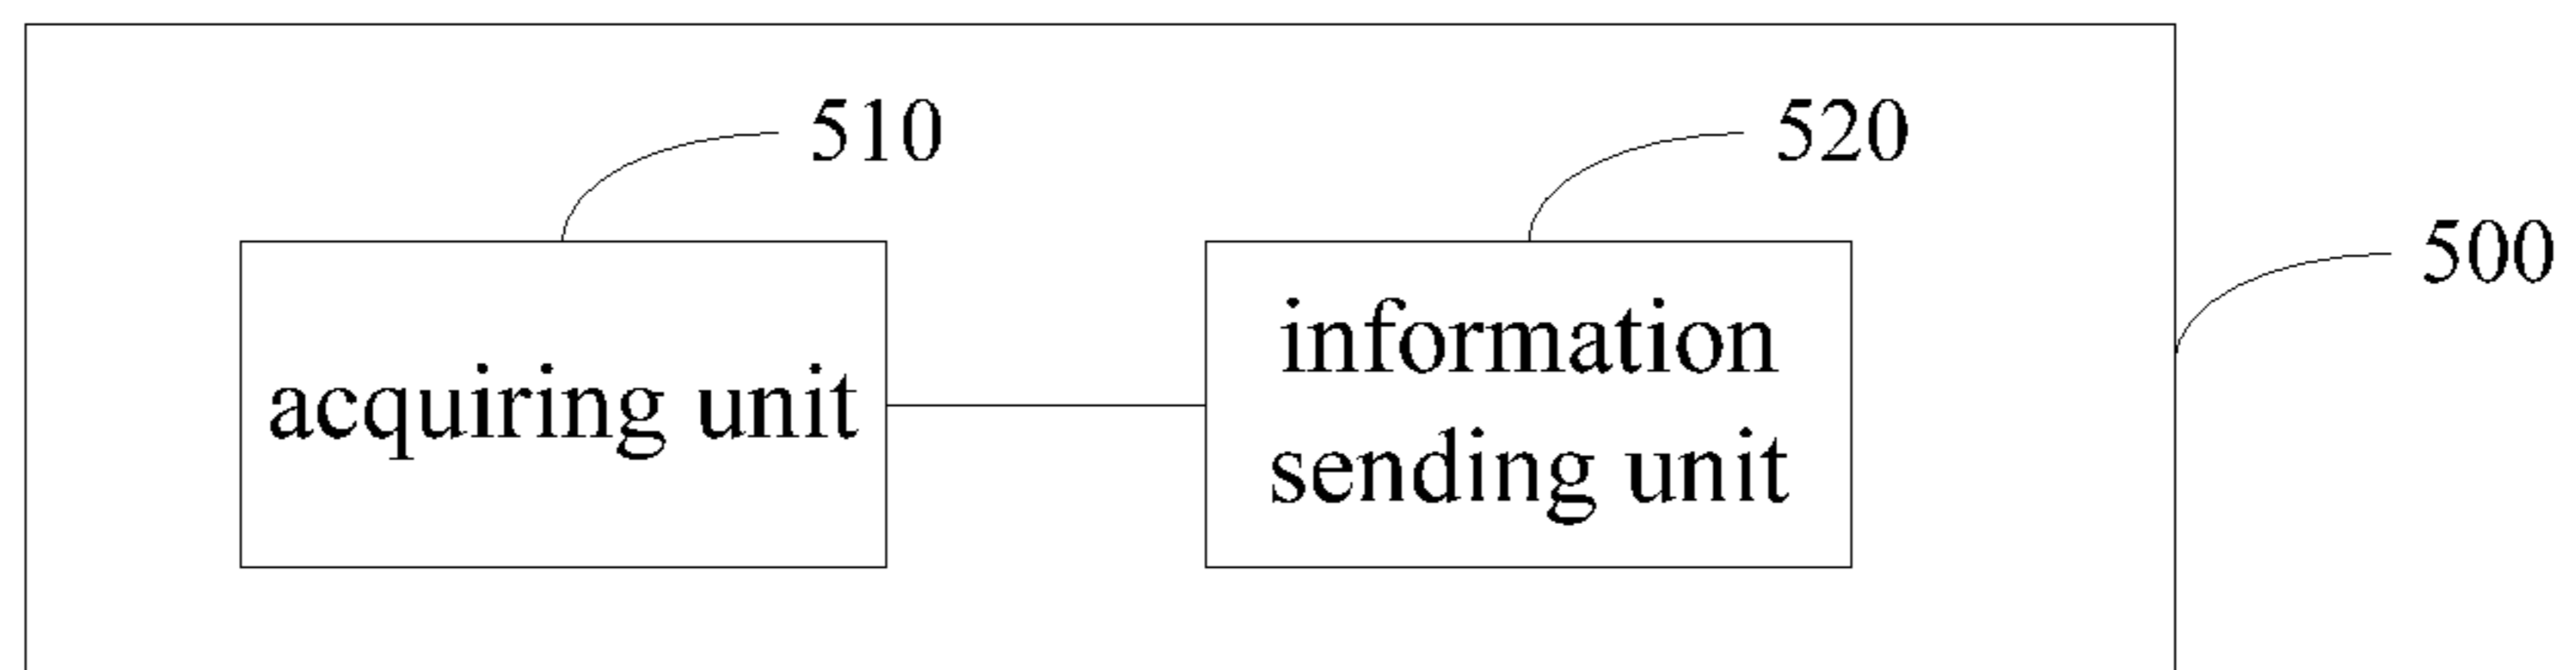 510
520
500
acquiring unit
information
sending unit